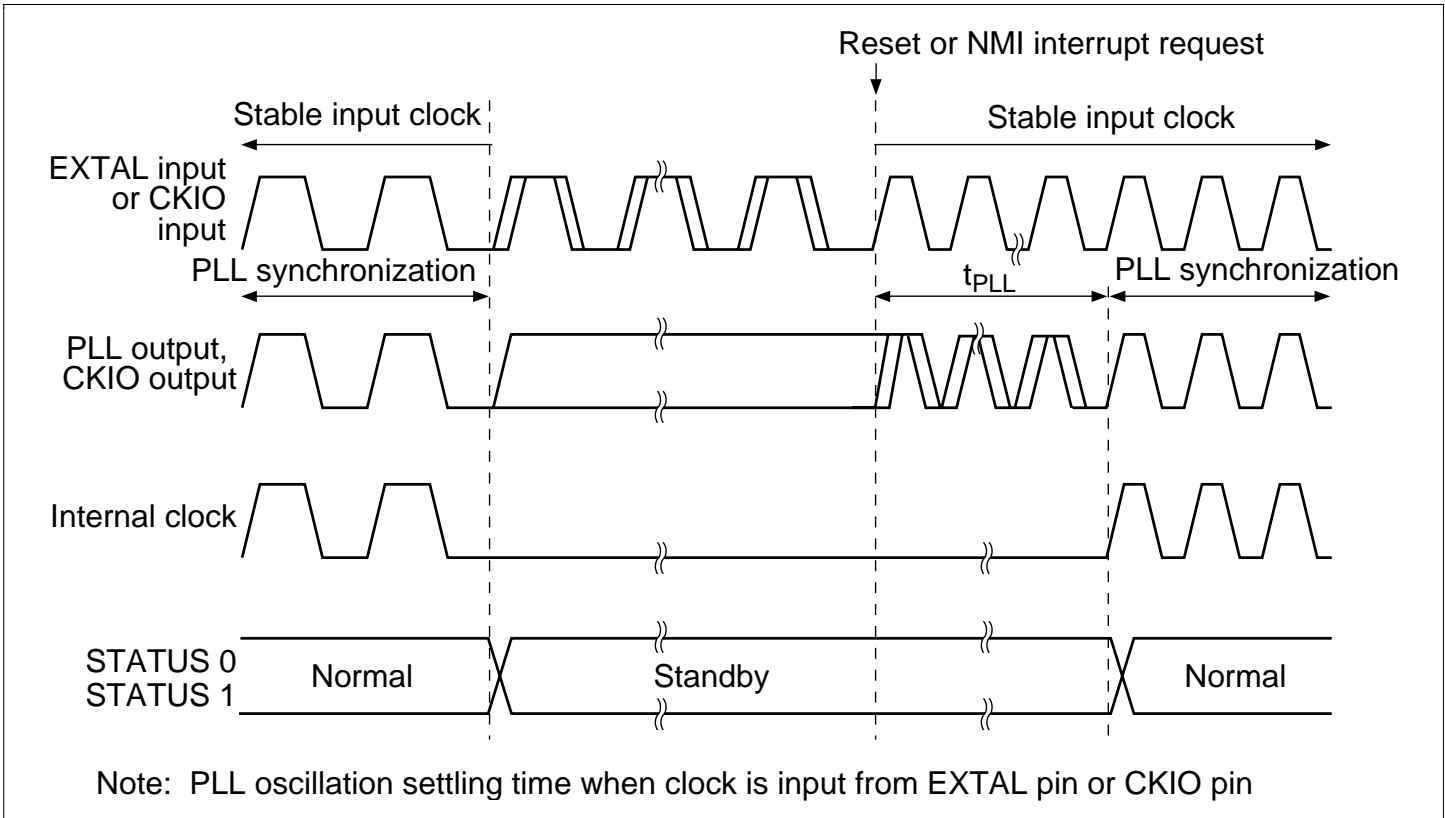 Reset or NMI interrupt request
Stable input clock
Stable input clock
EXTAL input
or CKIO
input
PLL synchronization
tPLL
PLL synchronization
PLL output,
CKIO output
Internal clock
STATUS 0
STATUS 1
Normal
Standby
Normal
Note: PLL oscillation settling time when clock is input from EXTAL pin or CKIO pin